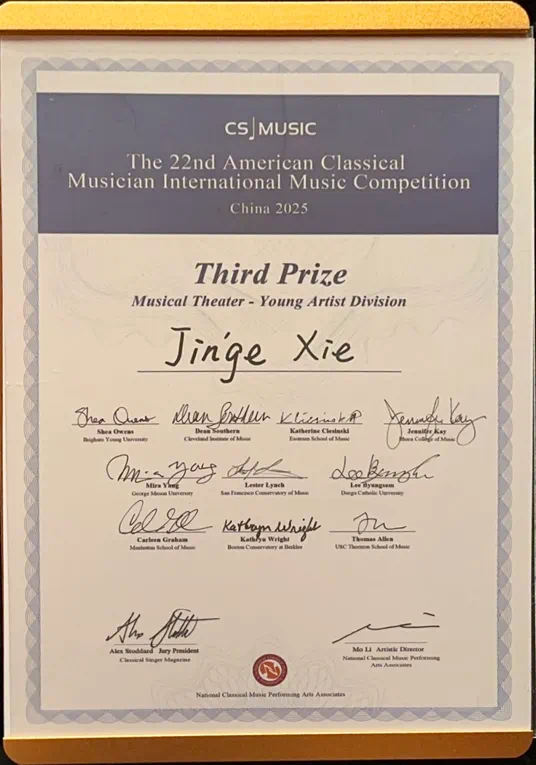 CS MUSIC
The 22nd American Classical
Musician International Music Competition
China 2025
Third Prize
Musical Theater - Young Artist Division
Jin'ge Xie
Shea Owens Dean Southern Katherine Ciesinski Jennifer Kay
Brigham Young University Cleveland Institute of Music Eastman School of Music College of Music
Mira Yang Lester Lynch Lee Byungsem
George Mason University San Francisco Conservatory of Music Catholic University
Kathryn Wright
Carleen Graham Kathryn Wright Thomas Allen
Manhattan School of Music Boston Conservatory at Berklee USC Thornton School of Music
Alex Stoddard Jury President Mo Li Artistic Director
Classical Singer Magazine National Classical Music Performing
Arts Associates
National Classical Music Performing Arts Associates